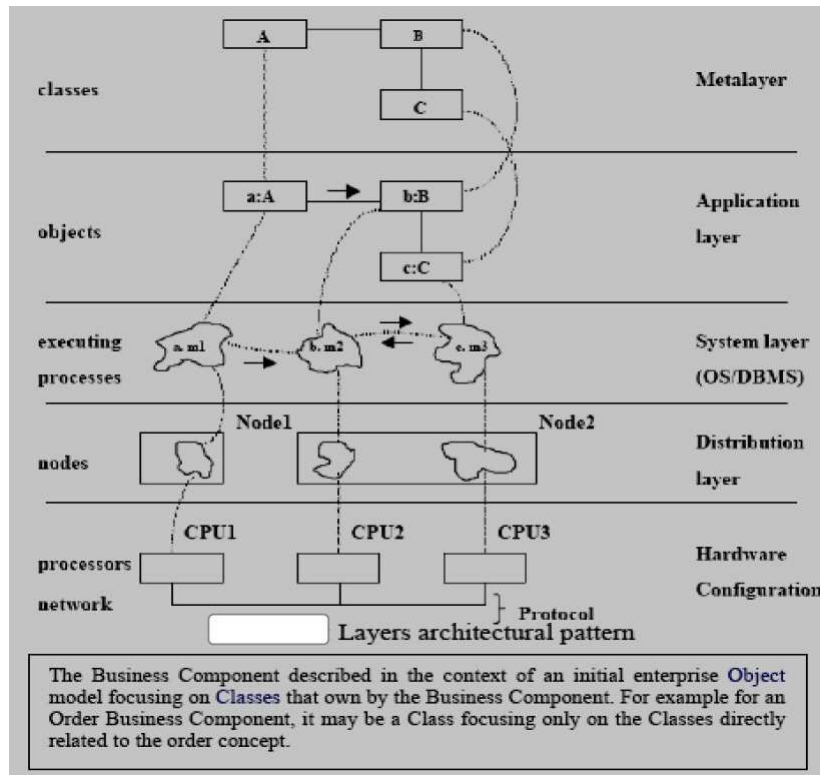 A
B
classes
Metalayer
C
a:A
b:B
Application
objects
layer
c:C
executing
a. m1
b. m2
c. m3
System layer
processes
(OS/DBMS)
Node1
Node2
Distribution
nodes
layer
CPU1
CPU2
CPU3
Hardware
processors
Configuration
network
Protocol
Layers architectural pattern
The Business Component described in the context of an initial enterprise Object
model focusing on Classes that own by the Business Component. For example for an
Order Business Component, it may be a Class focusing only on the Classes directly
related to the order concept.